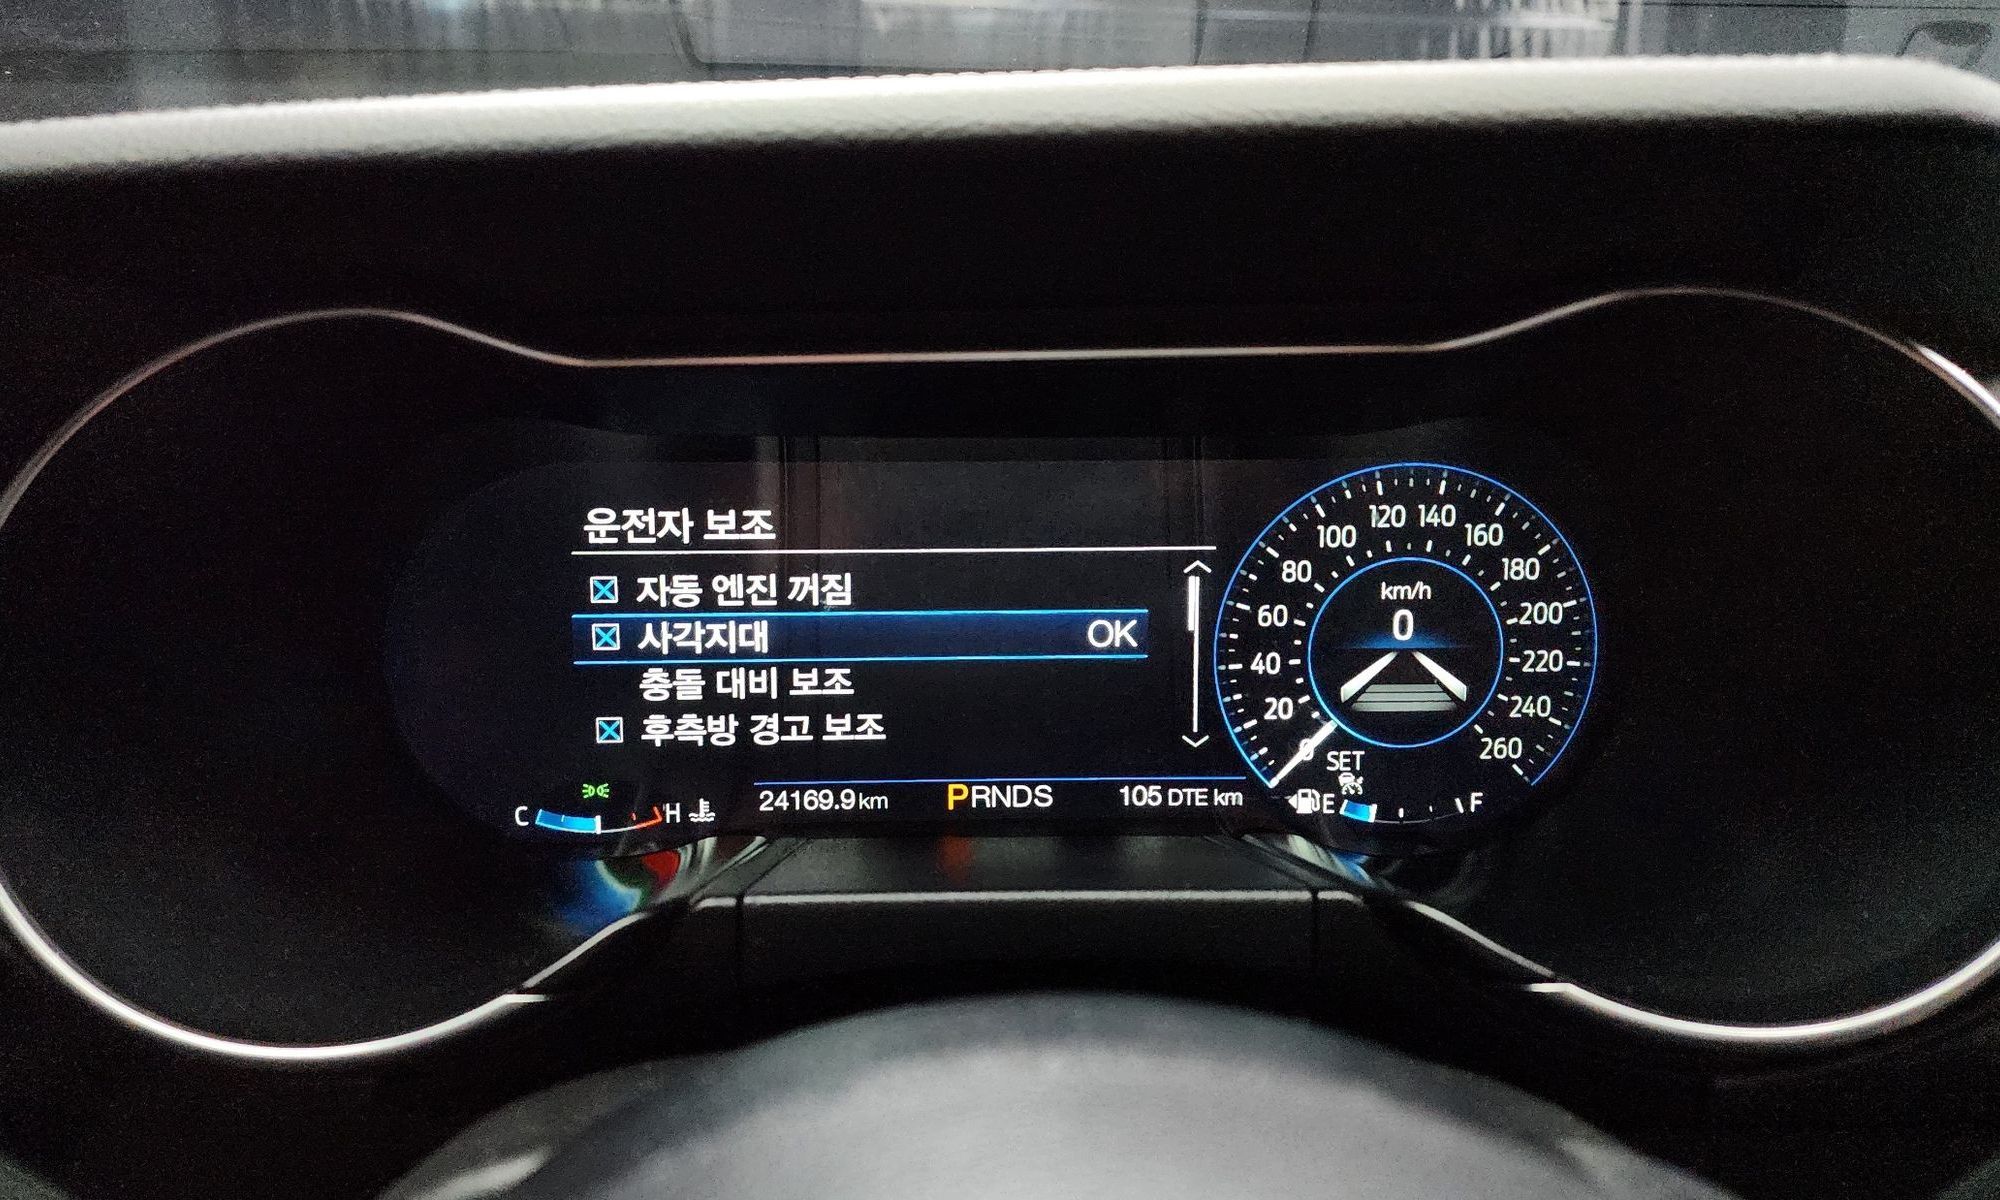 운전자 보조
자동 엔진 꺼짐
사각지대 OK
충돌 대비 보조
후측방 경고 보조
C H
24169.9 km
PRNDS
105 DTE km
km/h
0
0 20 40 60 80 100 120 140 160 180 200 220 240 260
SET
E F